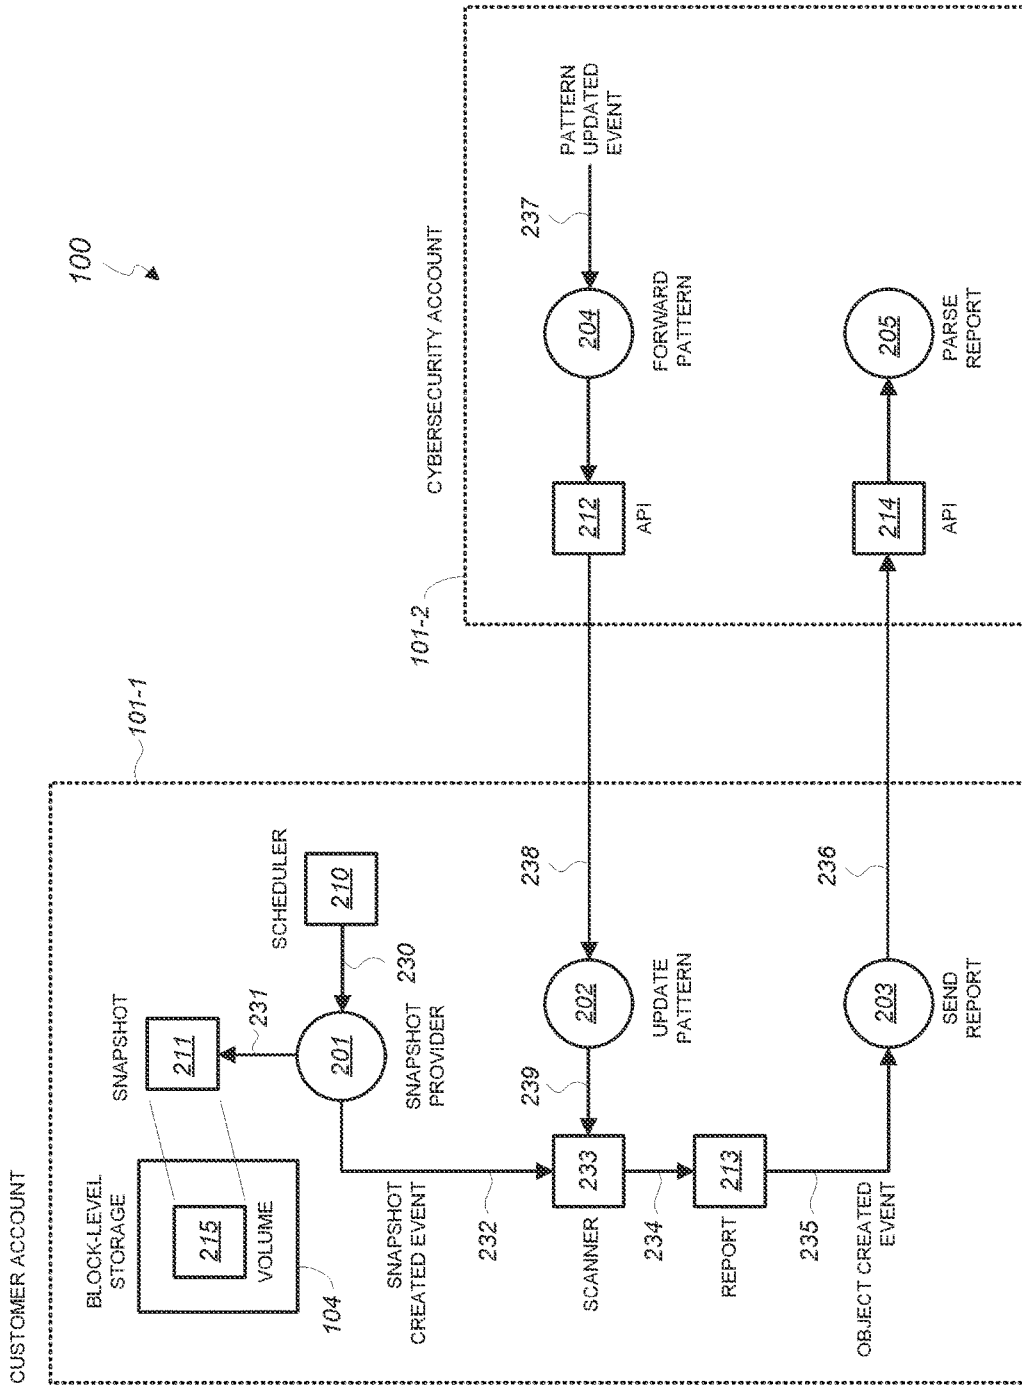 100
CUSTOMER ACCOUNT
101-1
BLOCK-LEVEL
STORAGE
215
VOLUME
104
SNAPSHOT
211
231
201
SNAPSHOT
PROVIDER
SCHEDULER
210
230
SNAPSHOT
CREATED EVENT
232
233
SCANNER
239
202
UPDATE
PATTERN
238
234
213
REPORT
235
OBJECT CREATED
EVENT
203
SEND
REPORT
236
CYBERSECURITY ACCOUNT
101-2
212
API
204
FORWARD
PATTERN
237
PATTERN
UPDATED
EVENT
214
API
205
PARSE
REPORT